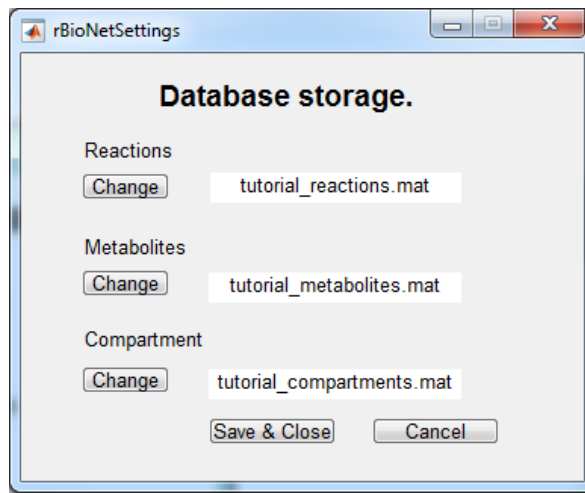 rBioNetSettings
Database storage.
Reactions
Change tutorial_reactions.mat
Metabolites
Change tutorial_metabolites.mat
Compartment
Change tutorial_compartments.mat
Save & Close Cancel